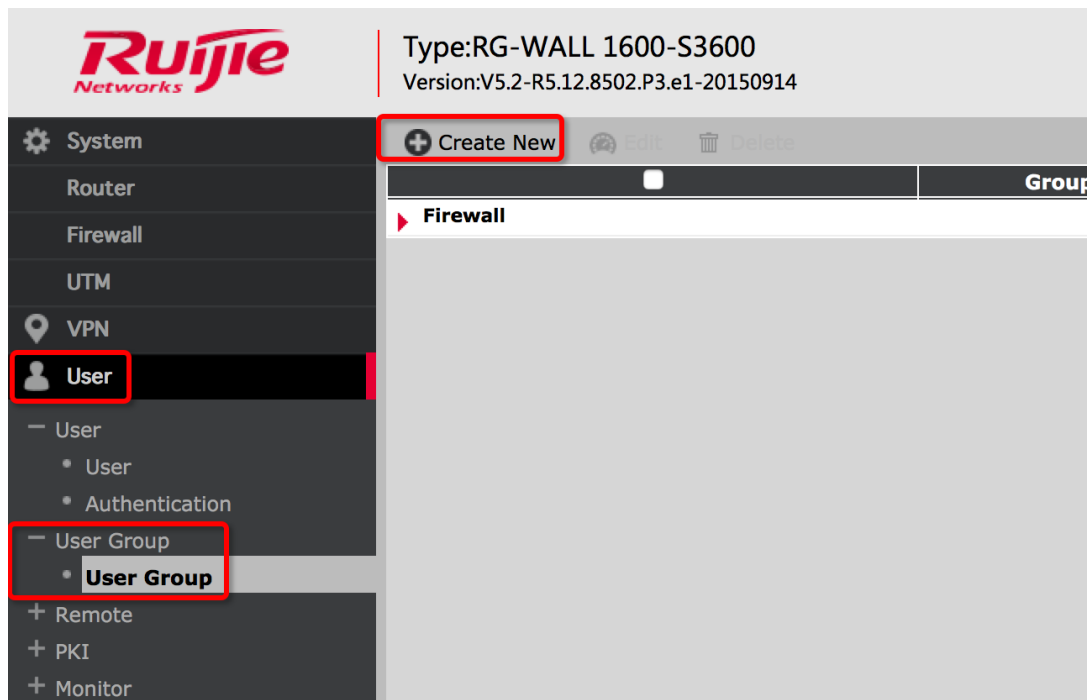 Ruijie
Networks
Type:RG-WALL 1600-S3600
Version:V5.2-R5.12.8502.P3.e1-20150914
System
Router
Firewall
UTM
VPN
User
User
User
Authentication
User Group
User Group
Remote
PKI
Monitor
Create New Edit Delete
Group
Firewall